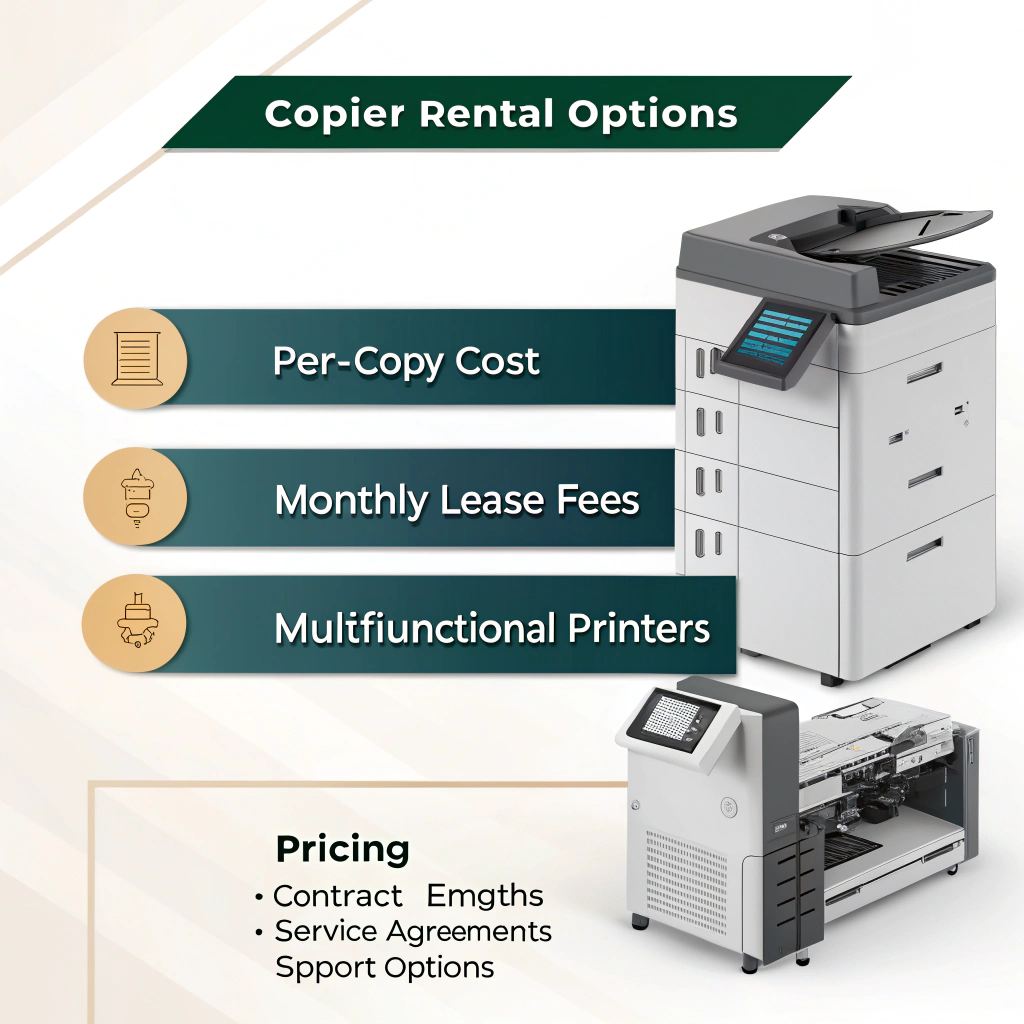 Copier Rental Options
Per-Copy Cost
Monthly Lease Fees
Multifiunctional Printers
Pricing
• Contract Emgths
• Service Agreements
Spport Options